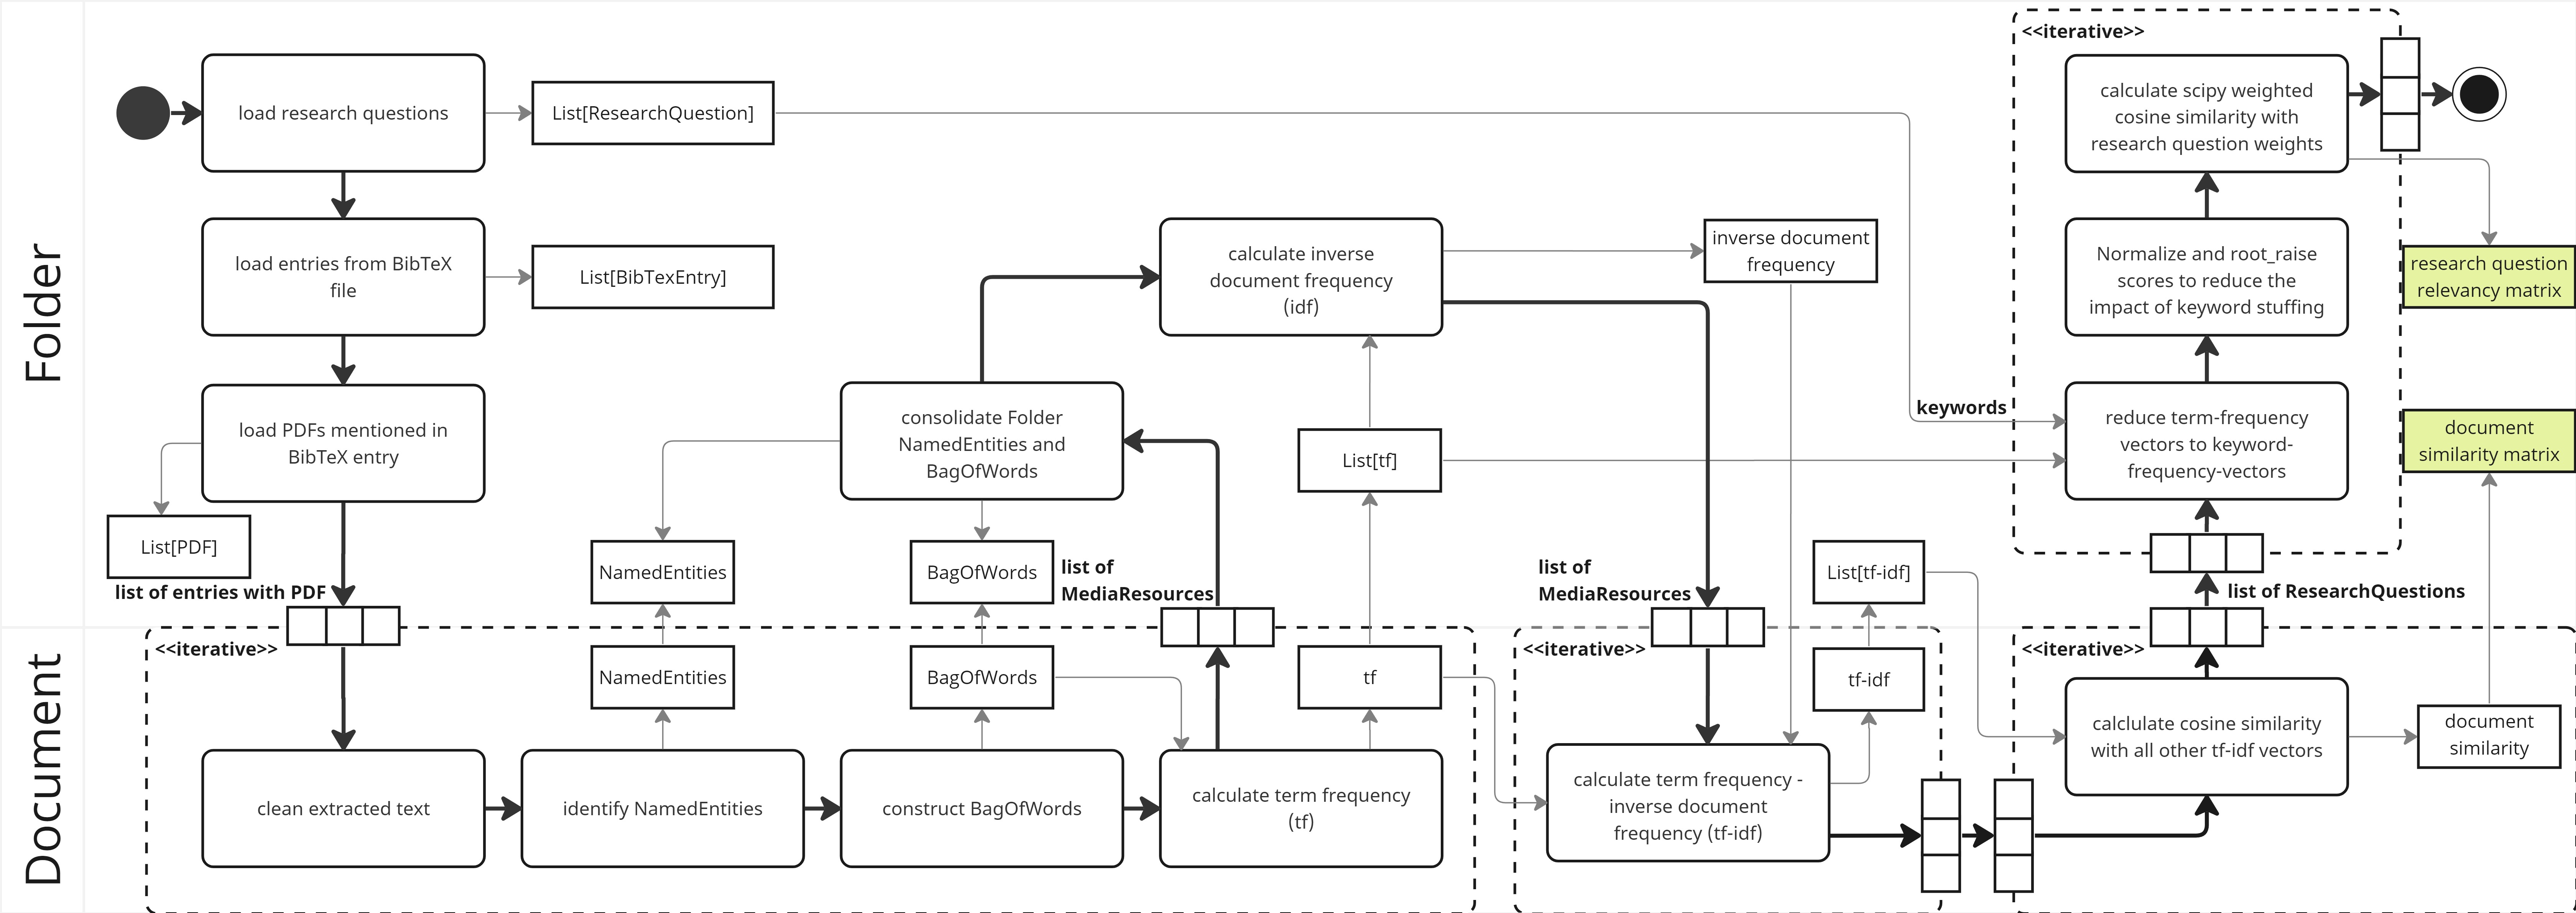 Folder
load research questions
List[ResearchQuestion]
load entries from BibTeX
file
List[BibTexEntry]
load PDFs mentioned in
BibTeX entry
List[PDF]
list of entries with PDF
consolidate Folder
NamedEntities and
BagOfWords
NamedEntities
BagOfWords
list of
MediaResources
calculate inverse
document frequency
(idf)
inverse document
frequency
List[tf]
list of
MediaResources
List[tf-idf]
keywords
<<iterative>>
calculate scipy weighted
cosine similarity with
research question weights
Normalize and root_raise
scores to reduce the
impact of keyword stuffing
reduce term-frequency
vectors to keyword-
frequency-vectors
research question
relevancy matrix
document
similarity matrix
list of ResearchQuestions
Document
<<iterative>>
NamedEntities
BagOfWords
tf
clean extracted text
identify NamedEntities
construct BagOfWords
calculate term frequency
(tf)
<<iterative>>
tf-idf
calculate term frequency -
inverse document
frequency (tf-idf)
<<iterative>>
calclulate cosine similarity
with all other tf-idf vectors
document
similarity